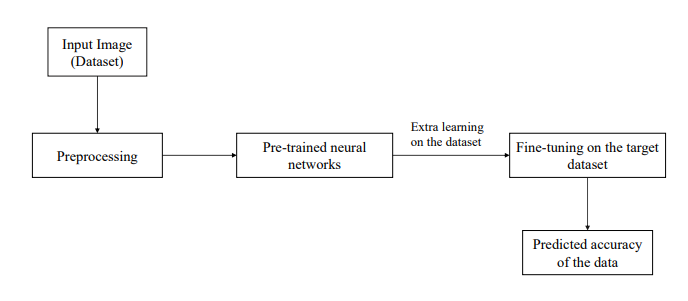 Input Image
(Dataset)
Preprocessing
Pre-trained neural
networks
Extra learning
on the dataset
Fine-tuning on the target
dataset
Predicted accuracy
of the data